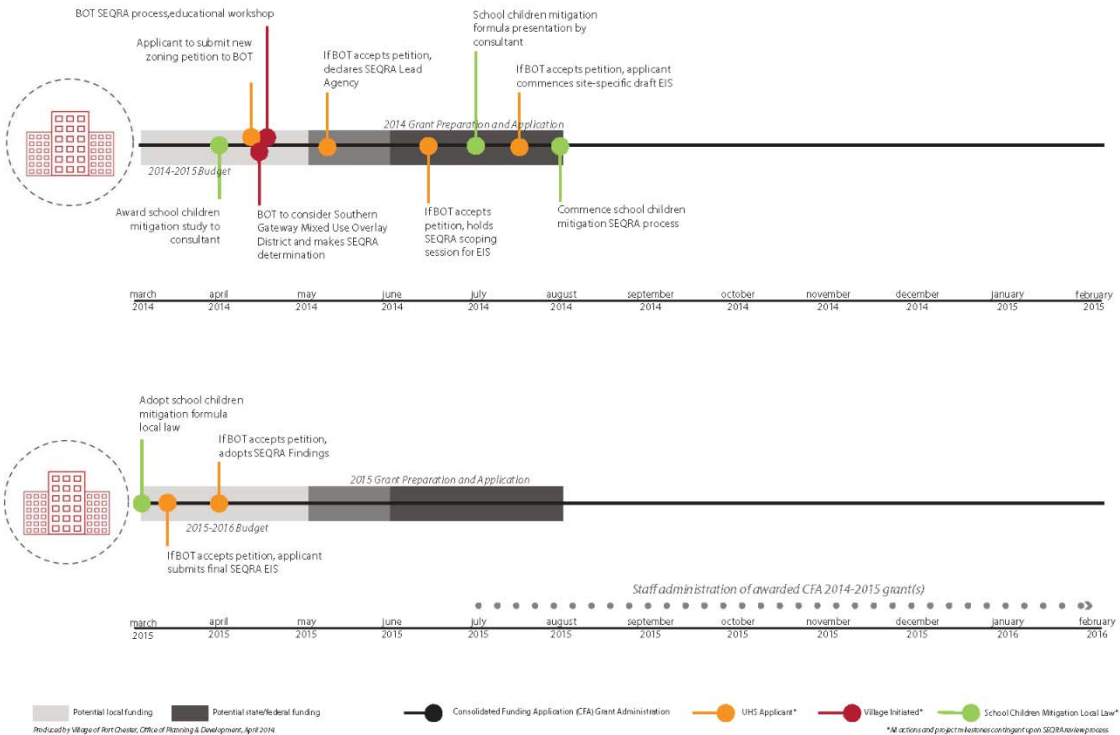 BOT SEQRA process,educational workshop
Applicant to submit new
zoning petition to BOT
If BOT accepts petition,
declares SEQRA Lead
Agency
School children mitigation
formula presentation by
consultant
If BOT accepts petition, applicant
commences site-specific draft EIS
2014 Grant Preparation and Application
2014-2015 Budget
Award school children
mitigation study to
consultant
BOT to consider Southern
Gateway Mixed Use Overlay
District and makes SEQRA
determination
If BOT accepts
petition, holds
SEQRA scoping
session for EIS
Commence school children
mitigation SEQRA process
march april may june july august september october november december january february
2014 2014 2014 2014 2014 2014 2014 2014 2014 2014 2015 2015
Adopt school children
mitigation formula
local law
If BOT accepts petition,
adopts SEQRA Findings
2015 Grant Preparation and Application
2015-2016 Budget
If BOT accepts petition, applicant
submits final SEQRA EIS
Staff administration of awarded CFA 2014-2015 grant(s)
march april may june july august september october november december january february
2015 2015 2015 2015 2015 2015 2015 2015 2015 2015 2016 2016
Potential local funding Potential state/federal funding Consolidated Funding Application (CFA) Grant Administration UHS Applicant* Village Initiated* School Children Mitigation Local Law*
Produced by Village of Port Chester, Office of Planning & Development, April 2014. *All actions and project milestones contingent upon SEQRA review process.